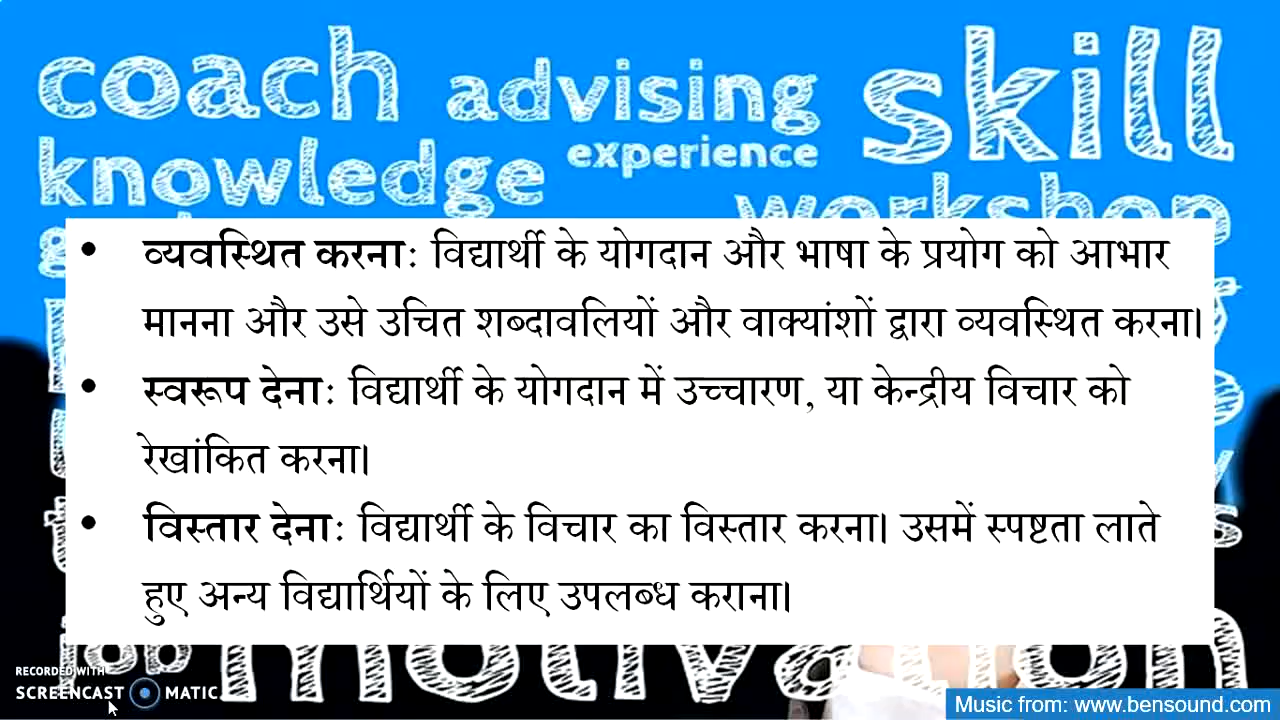 coach advising skill
knowledge experience
workshop
• व्यवस्थित करना: विद्यार्थी के योगदान और भाषा के प्रयोग को आभार
मानना और उसे उचित शब्दावलियों और वाक्यांशों द्वारा व्यवस्थित करना।
• स्वरूप देना: विद्यार्थी के योगदान में उच्चारण, या केन्द्रीय विचार को
रेखांकित करना।
• विस्तार देना: विद्यार्थी के विचार का विस्तार करना। उसमें स्पष्टता लाते
हुए अन्य विद्यार्थियों के लिए उपलब्ध कराना।
motivation
RECORDED WITH
SCREENCAST MATIC
Music from: www.bensound.com